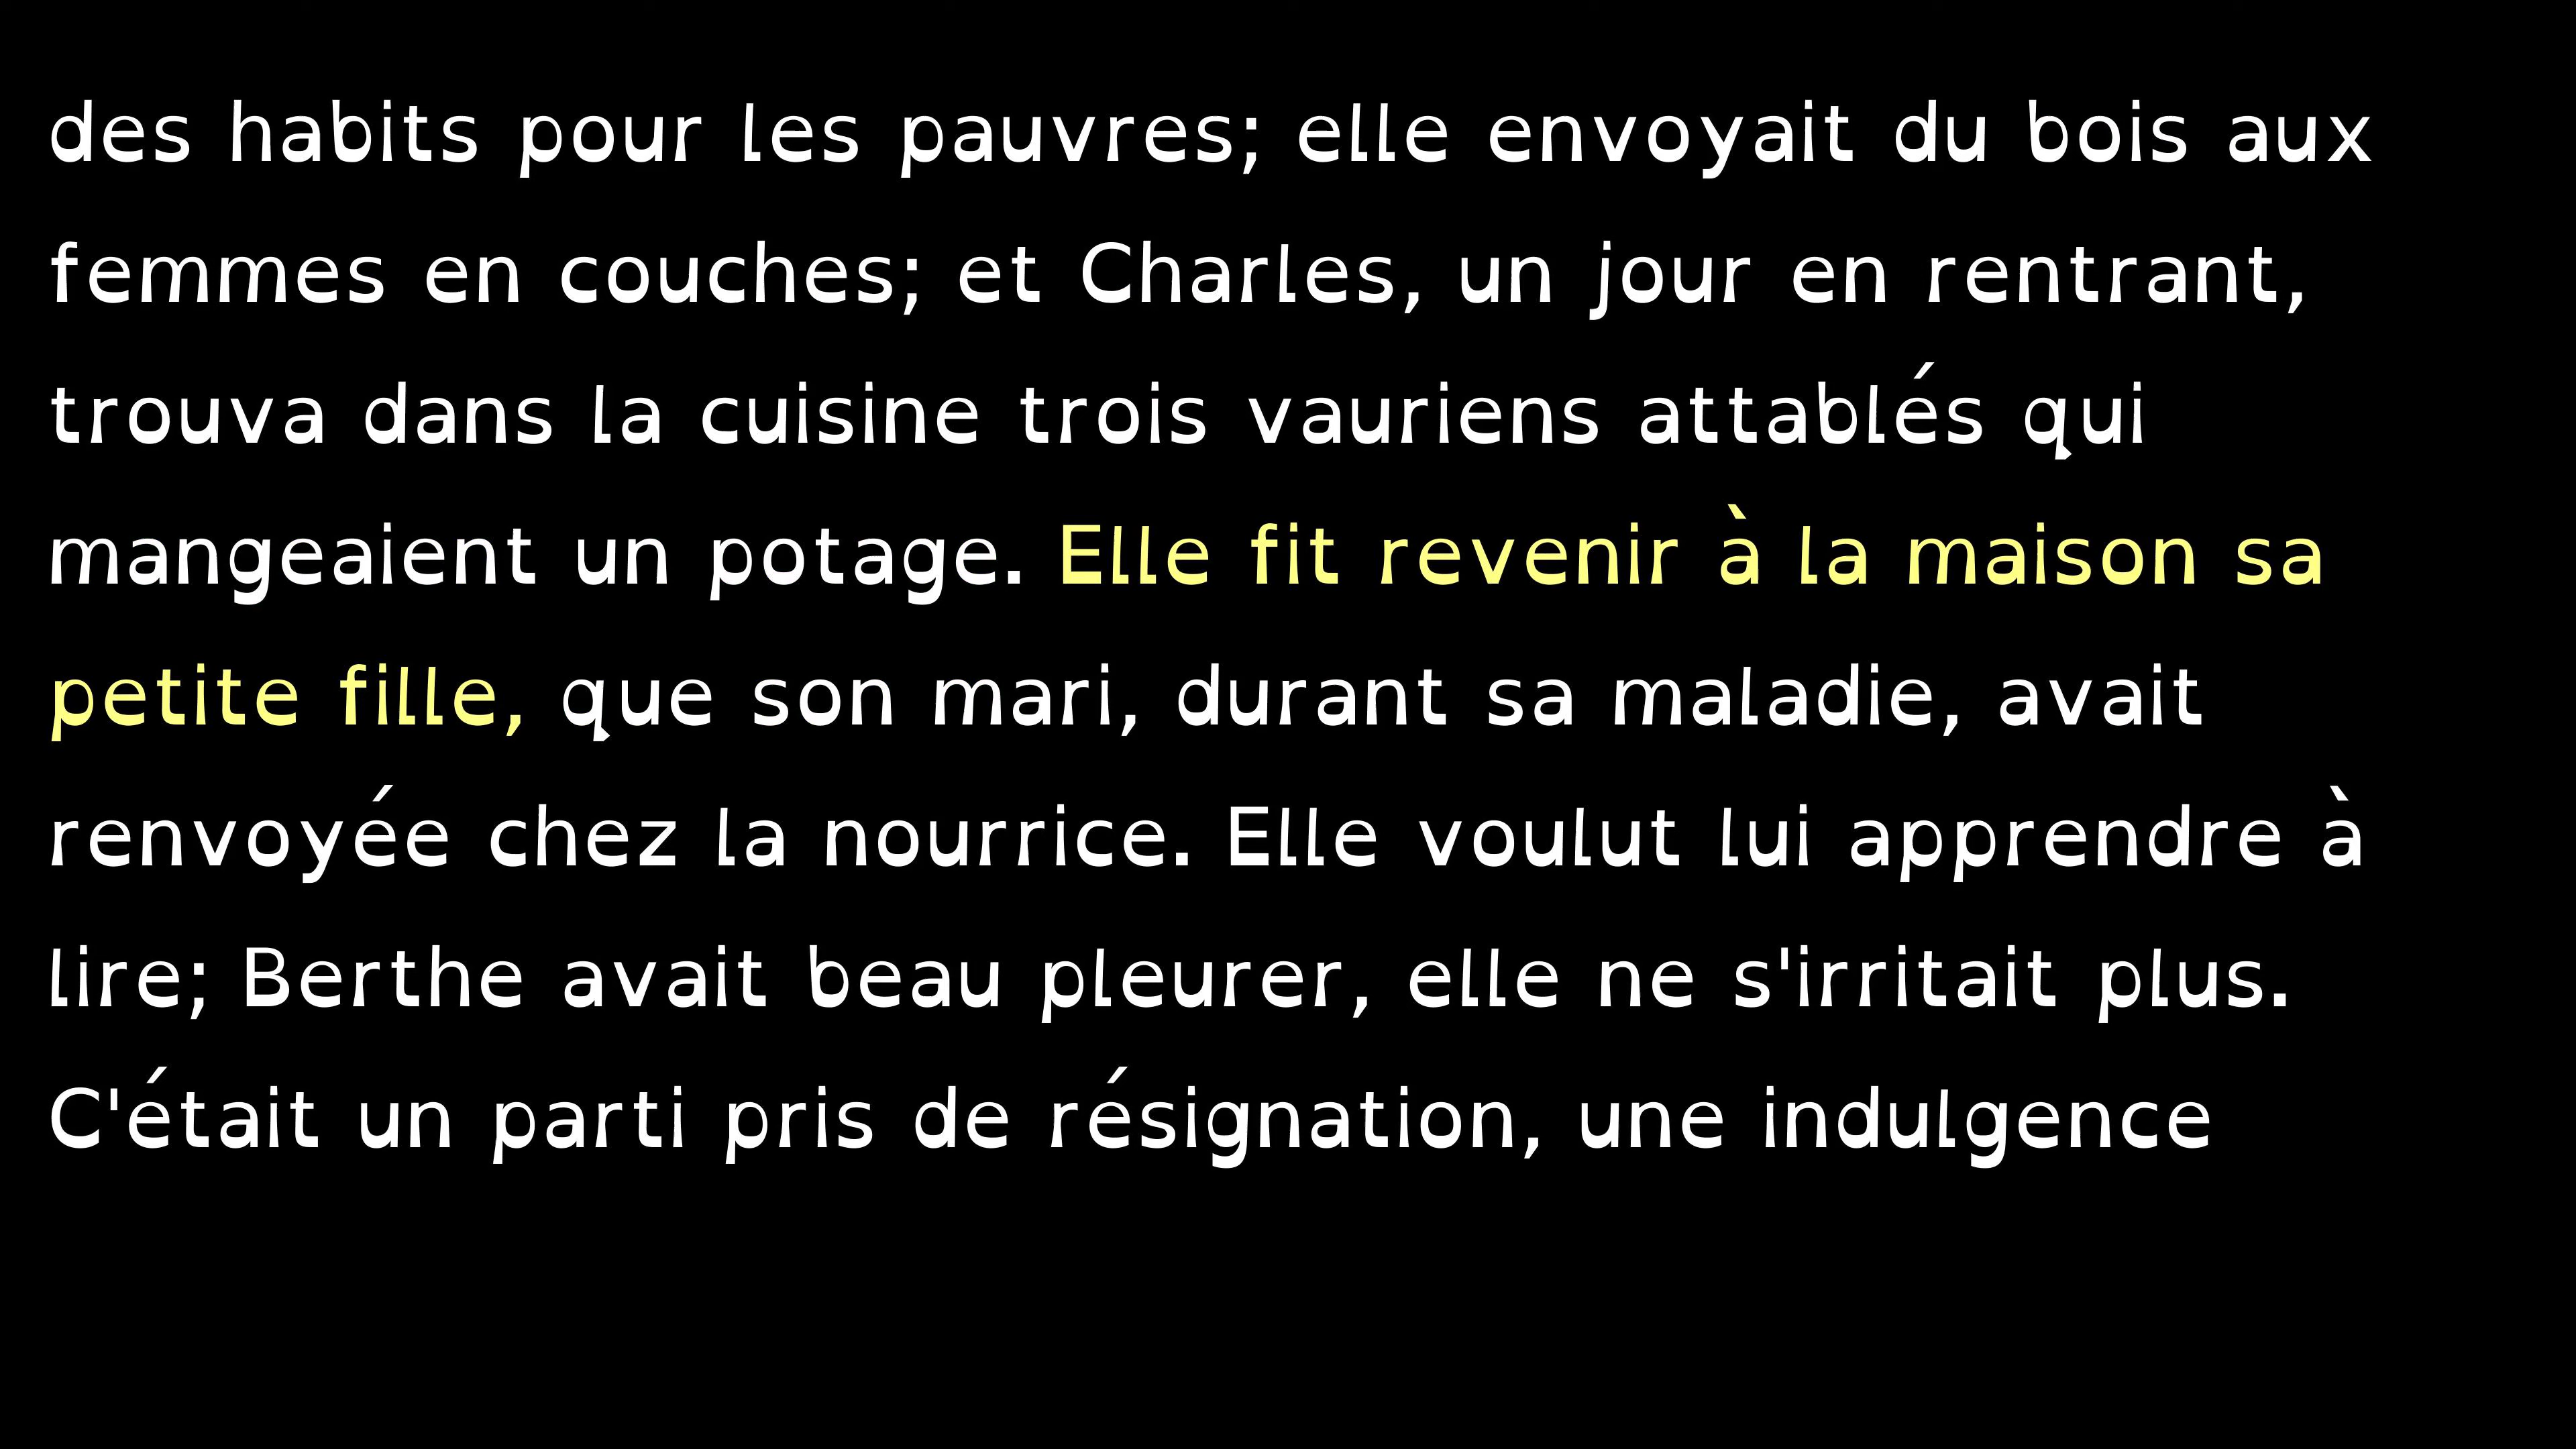 des habits pour les pauvres; elle envoyait du bois aux
femmes en couches; et Charles, un jour en rentrant,
trouva dans la cuisine trois vauriens attablés qui
mangeaient un potage. Elle fit revenir à la maison sa
petite fille, que son mari, durant sa maladie, avait
renvoyée chez la nourrice. Elle voulut lui apprendre à
lire; Berthe avait beau pleurer, elle ne s'irritait plus.
C'était un parti pris de résignation, une indulgence